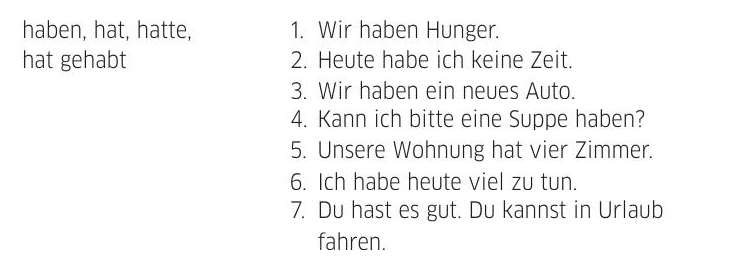 haben, hat, hatte,
hat gehabt
1. Wir haben Hunger.
2. Heute habe ich keine Zeit.
3. Wir haben ein neues Auto.
4. Kann ich bitte eine Suppe haben?
5. Unsere Wohnung hat vier Zimmer.
6. Ich habe heute viel zu tun.
7. Du hast es gut. Du kannst in Urlaub
fahren.